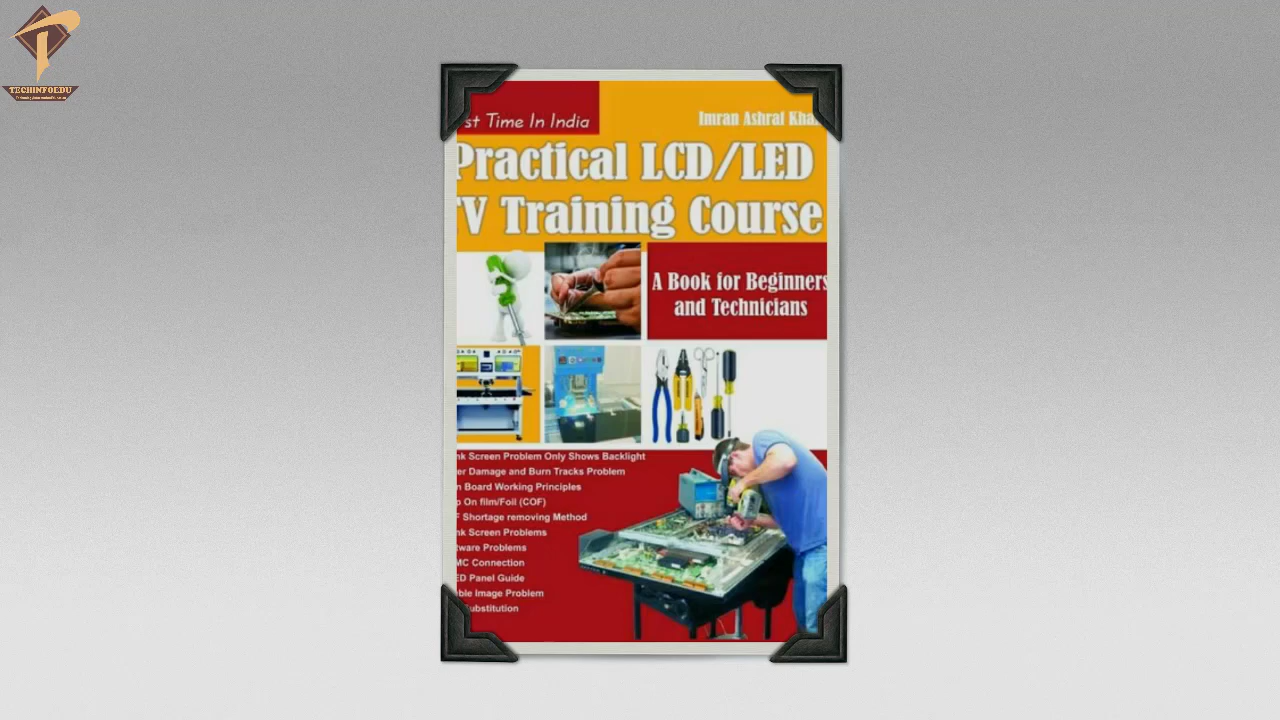 TECHINFOEDU
st Time In India
Imran Ashraf Kha
Practical LCD/LED
TV Training Course
A Book for Beginners
and Technicians
nk Screen Problem Only Shows Backlight
er Damage and Burn Tracks Problem
n Board Working Principles
p On film/Foil (COF)
F Shortage removing Method
nk Screen Problems
tware Problems
MC Connection
ED Panel Guide
ble Image Problem
ubstitution